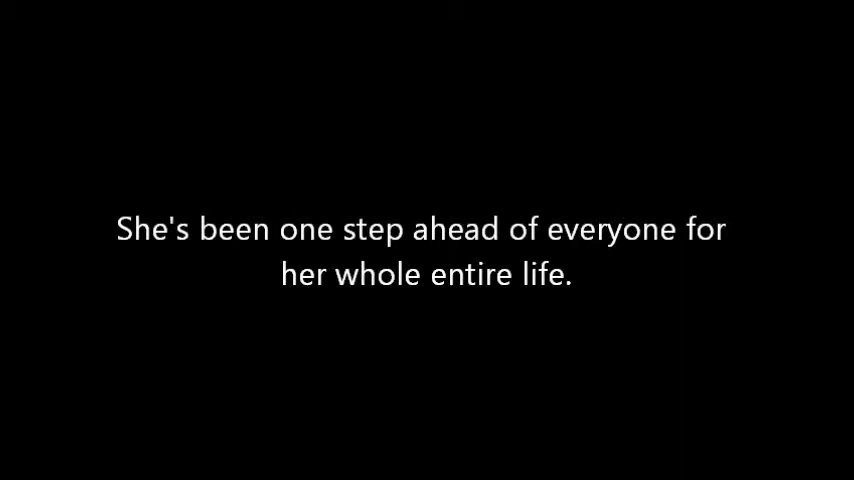 She's been one step ahead of everyone for
her whole entire life.